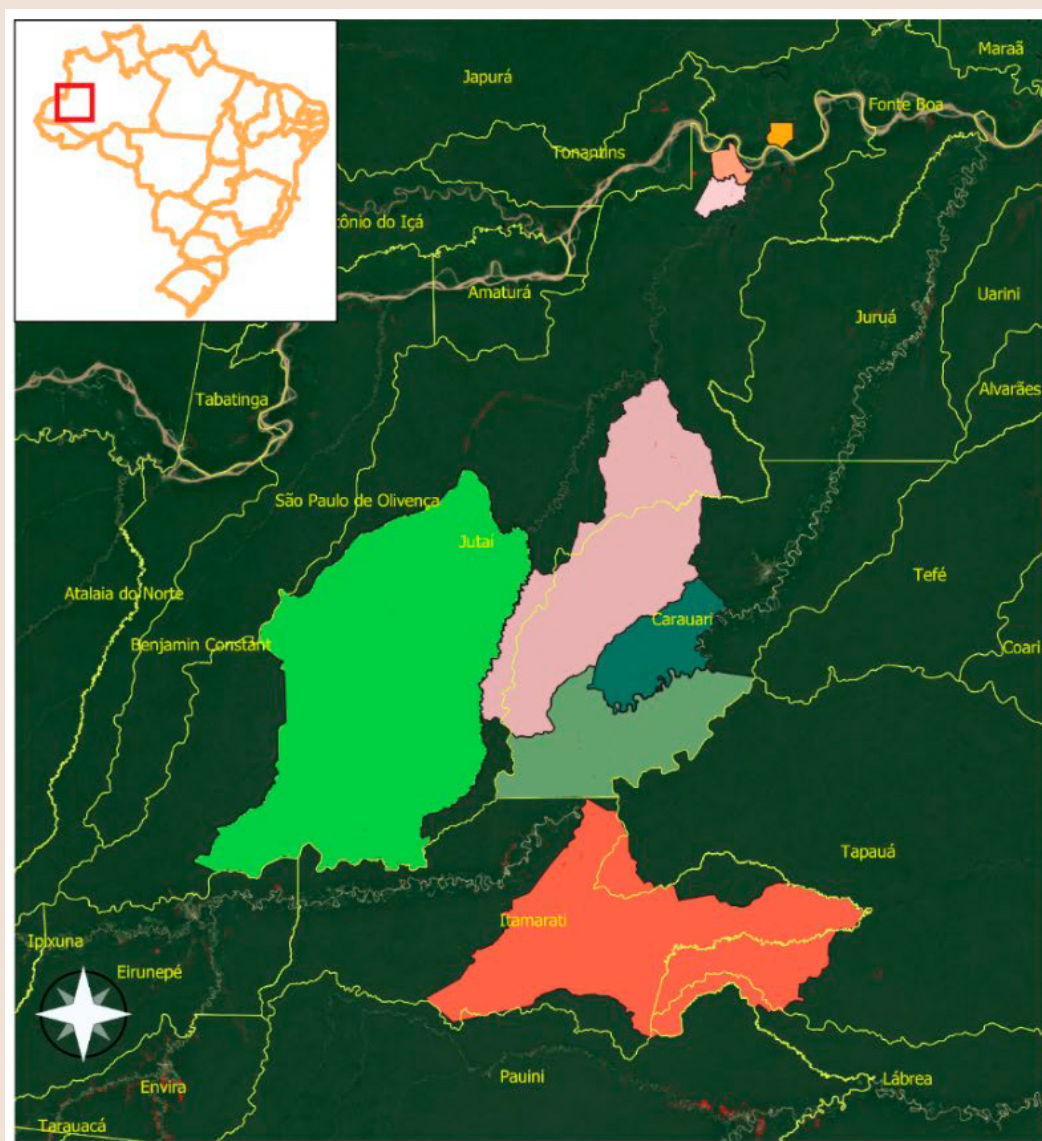 Maraã
Japurá
Fonte Boa
Tonantins
tônio do Içá
Amaturá
Uarini
Juruá
Alvarães
Tabatinga
São Paulo de Olivença
Jutaí
Tefé
Atalaia do Norte
Carauari
Benjamin Constant
Coari
Tapauá
Itamarati
Ipixuna
Eirunepé
Pauini
Lábrea
Envira
Tarauacá